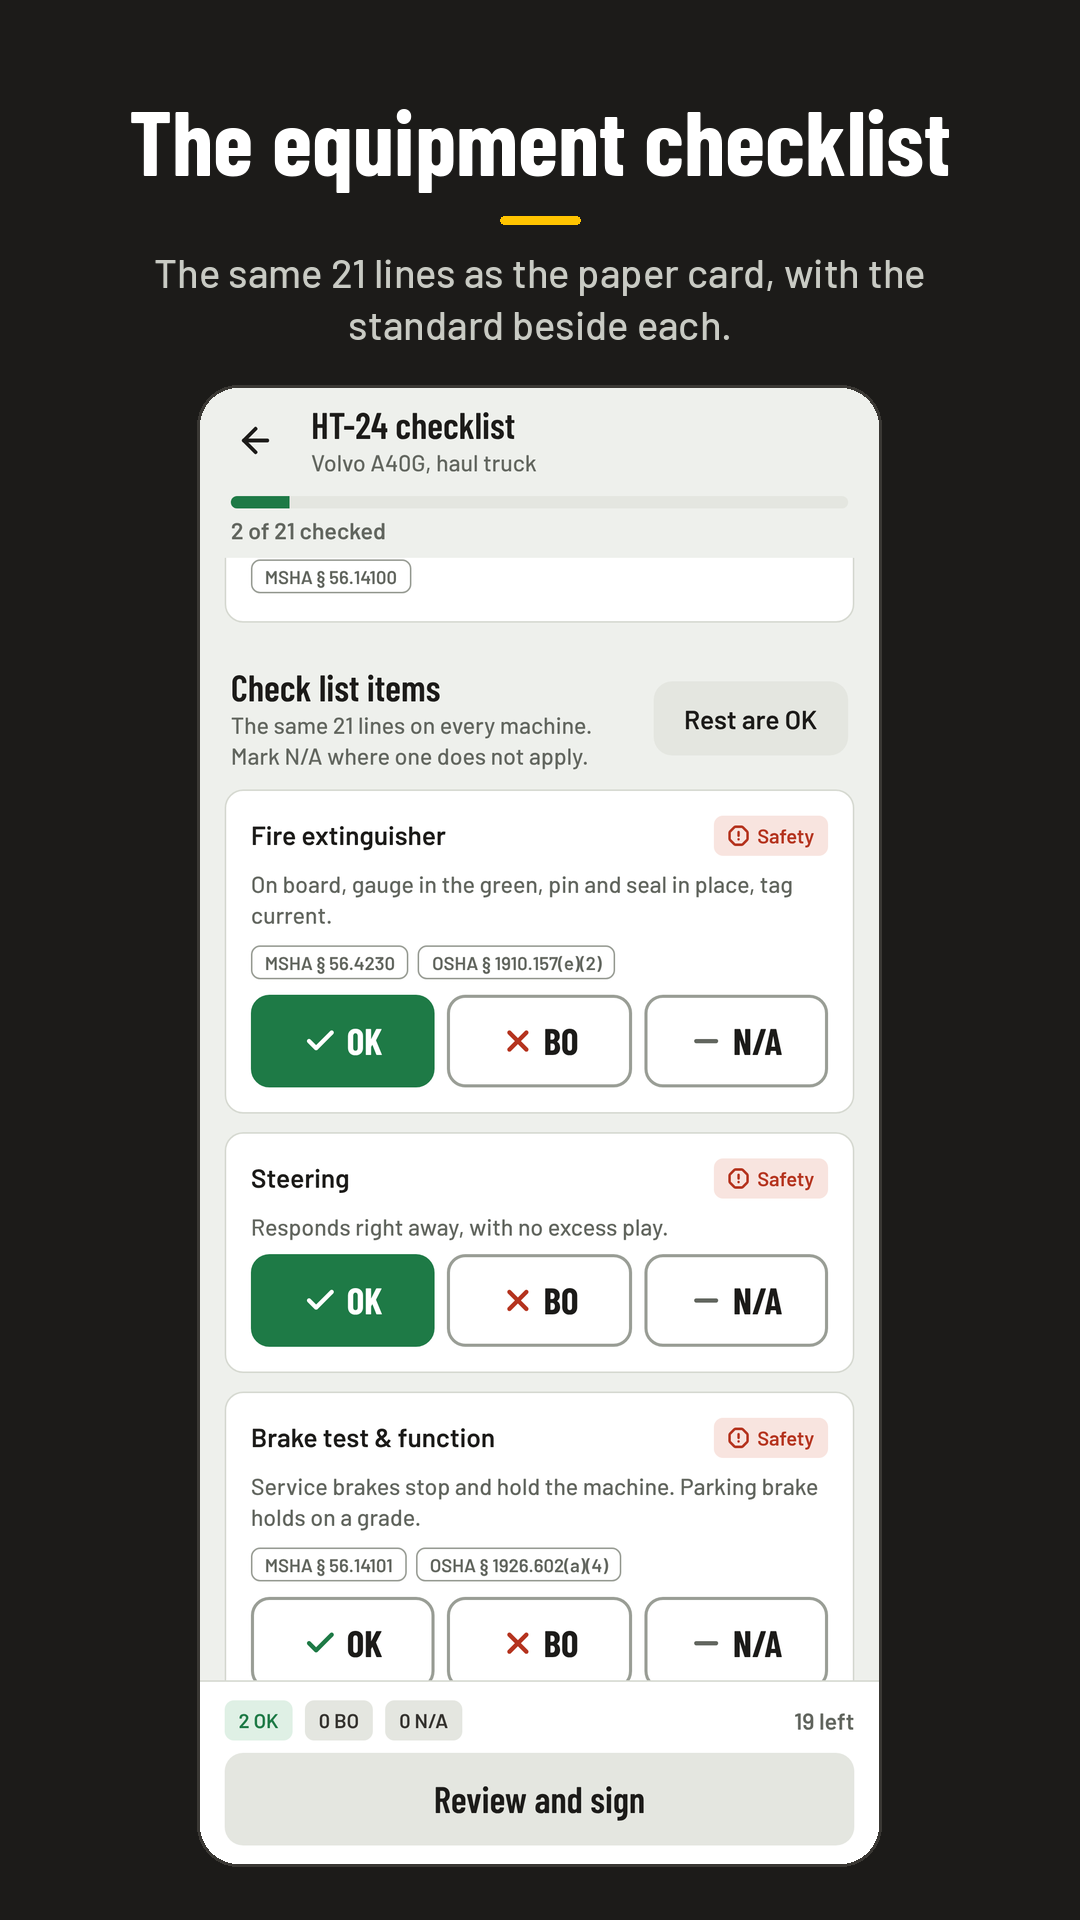 The equipment checklist
The same 21 lines as the paper card, with the
standard beside each.
HT-24 checklist
Volvo A40G, haul truck
2 of 21 checked
MSHA § 56.14100
Check list items
The same 21 lines on every machine.
Mark N/A where one does not apply.
Rest are OK
Fire extinguisher
Safety
On board, gauge in the green, pin and seal in place, tag
current.
MSHA § 56.4230
OSHA § 1910.157(e)(2)
OK
BO
N/A
Steering
Safety
Responds right away, with no excess play.
OK
BO
N/A
Brake test & function
Safety
Service brakes stop and hold the machine. Parking brake
holds on a grade.
MSHA § 56.14101
OSHA § 1926.602(a)(4)
OK
BO
N/A
2 OK
0 BO
0 N/A
19 left
Review and sign